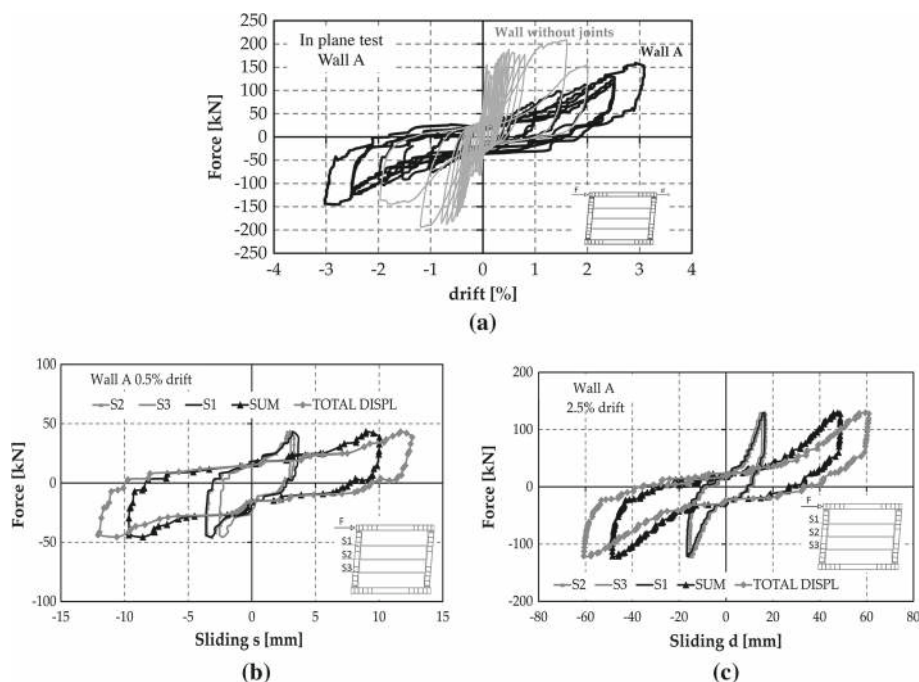 250
200
150
100
50
0
-50
-100
-150
-200
-250
Force [kN]
In plane test
Wall A
Wall without joints
Wall A
F
-4 -3 -2 -1 0 1 2 3 4
drift [%]
(a)
100
50
0
-50
-100
Force [kN]
Wall A 0.5% drift
S2 S3 S1 SUM TOTAL DISPL
F
S1
S2
S3
-15 -10 -5 0 5 10 15
Sliding s [mm]
(b)
200
100
0
-100
-200
Force [kN]
Wall A
2.5% drift
F
S1
S2
S3
S2 S3 S1 SUM TOTAL DISPL
-80 -60 -40 -20 0 20 40 60 80
Sliding d [mm]
(c)